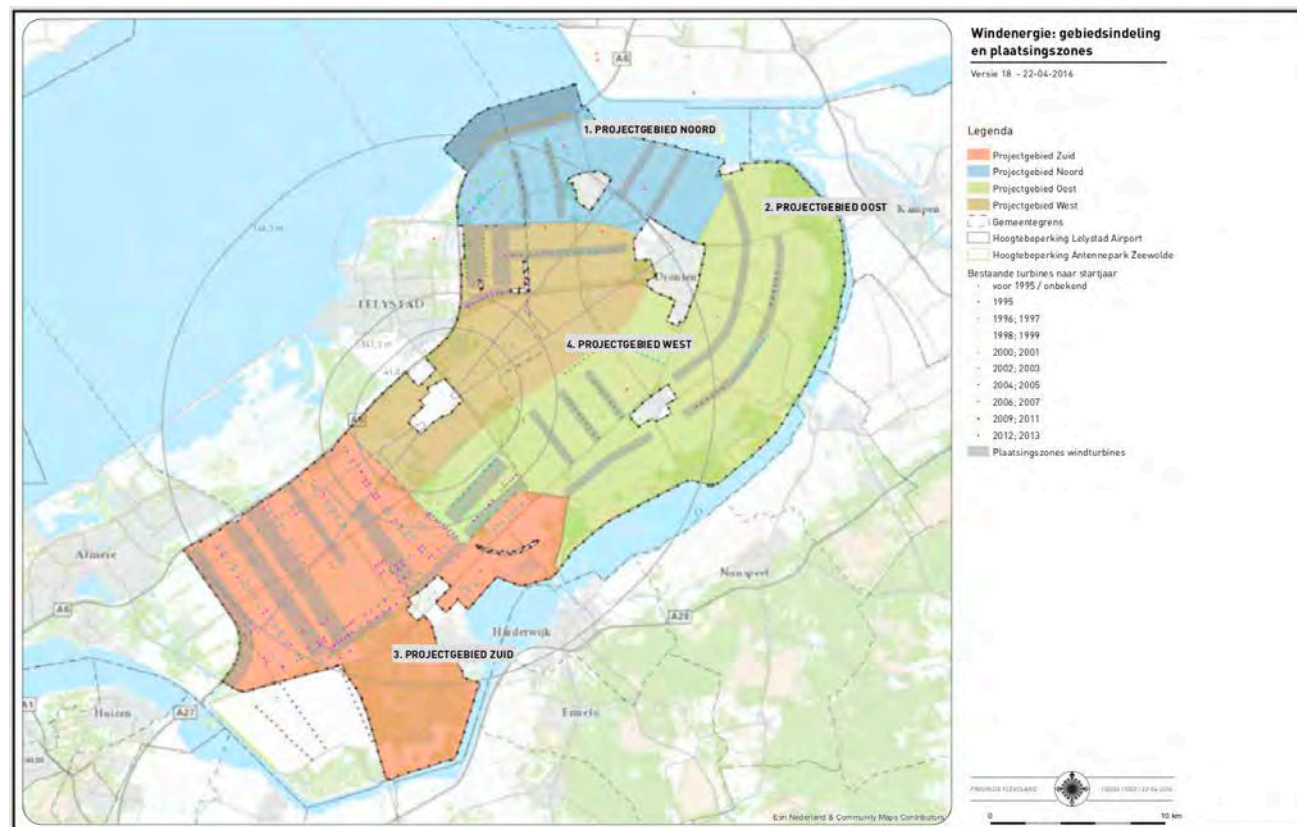 Windenergie: gebiedsindeling
en plaatsingszones
Versie 18 - 22-04-2016
Legenda
Projectgebied Zuid
Projectgebied Noord
Projectgebied Oost
Projectgebied West
Gemeentegrens
Hoogtebeperking Lelystad Airport
Hoogtebeperking Antennepark Zeewolde
Bestaande turbines naar startjaar
voor 1995 / onbekend
1995
1996; 1997
1998; 1999
2000; 2001
2002; 2003
2004; 2005
2006; 2007
2009; 2011
2012; 2013
Plaatsingszones windturbines
A6
1. PROJECTGEBIED NOORD
2. PROJECTGEBIED OOST
Kampen
Dronten
LELYSTAD
4. PROJECTGEBIED WEST
Almere
A6
Nunspeet
A28
Harderwijk
3. PROJECTGEBIED ZUID
Huizen
A27
Ermelo
A1
PROVINCIE FLEVOLAND
0
10 km
Esri Nederland & Community Maps Contributors